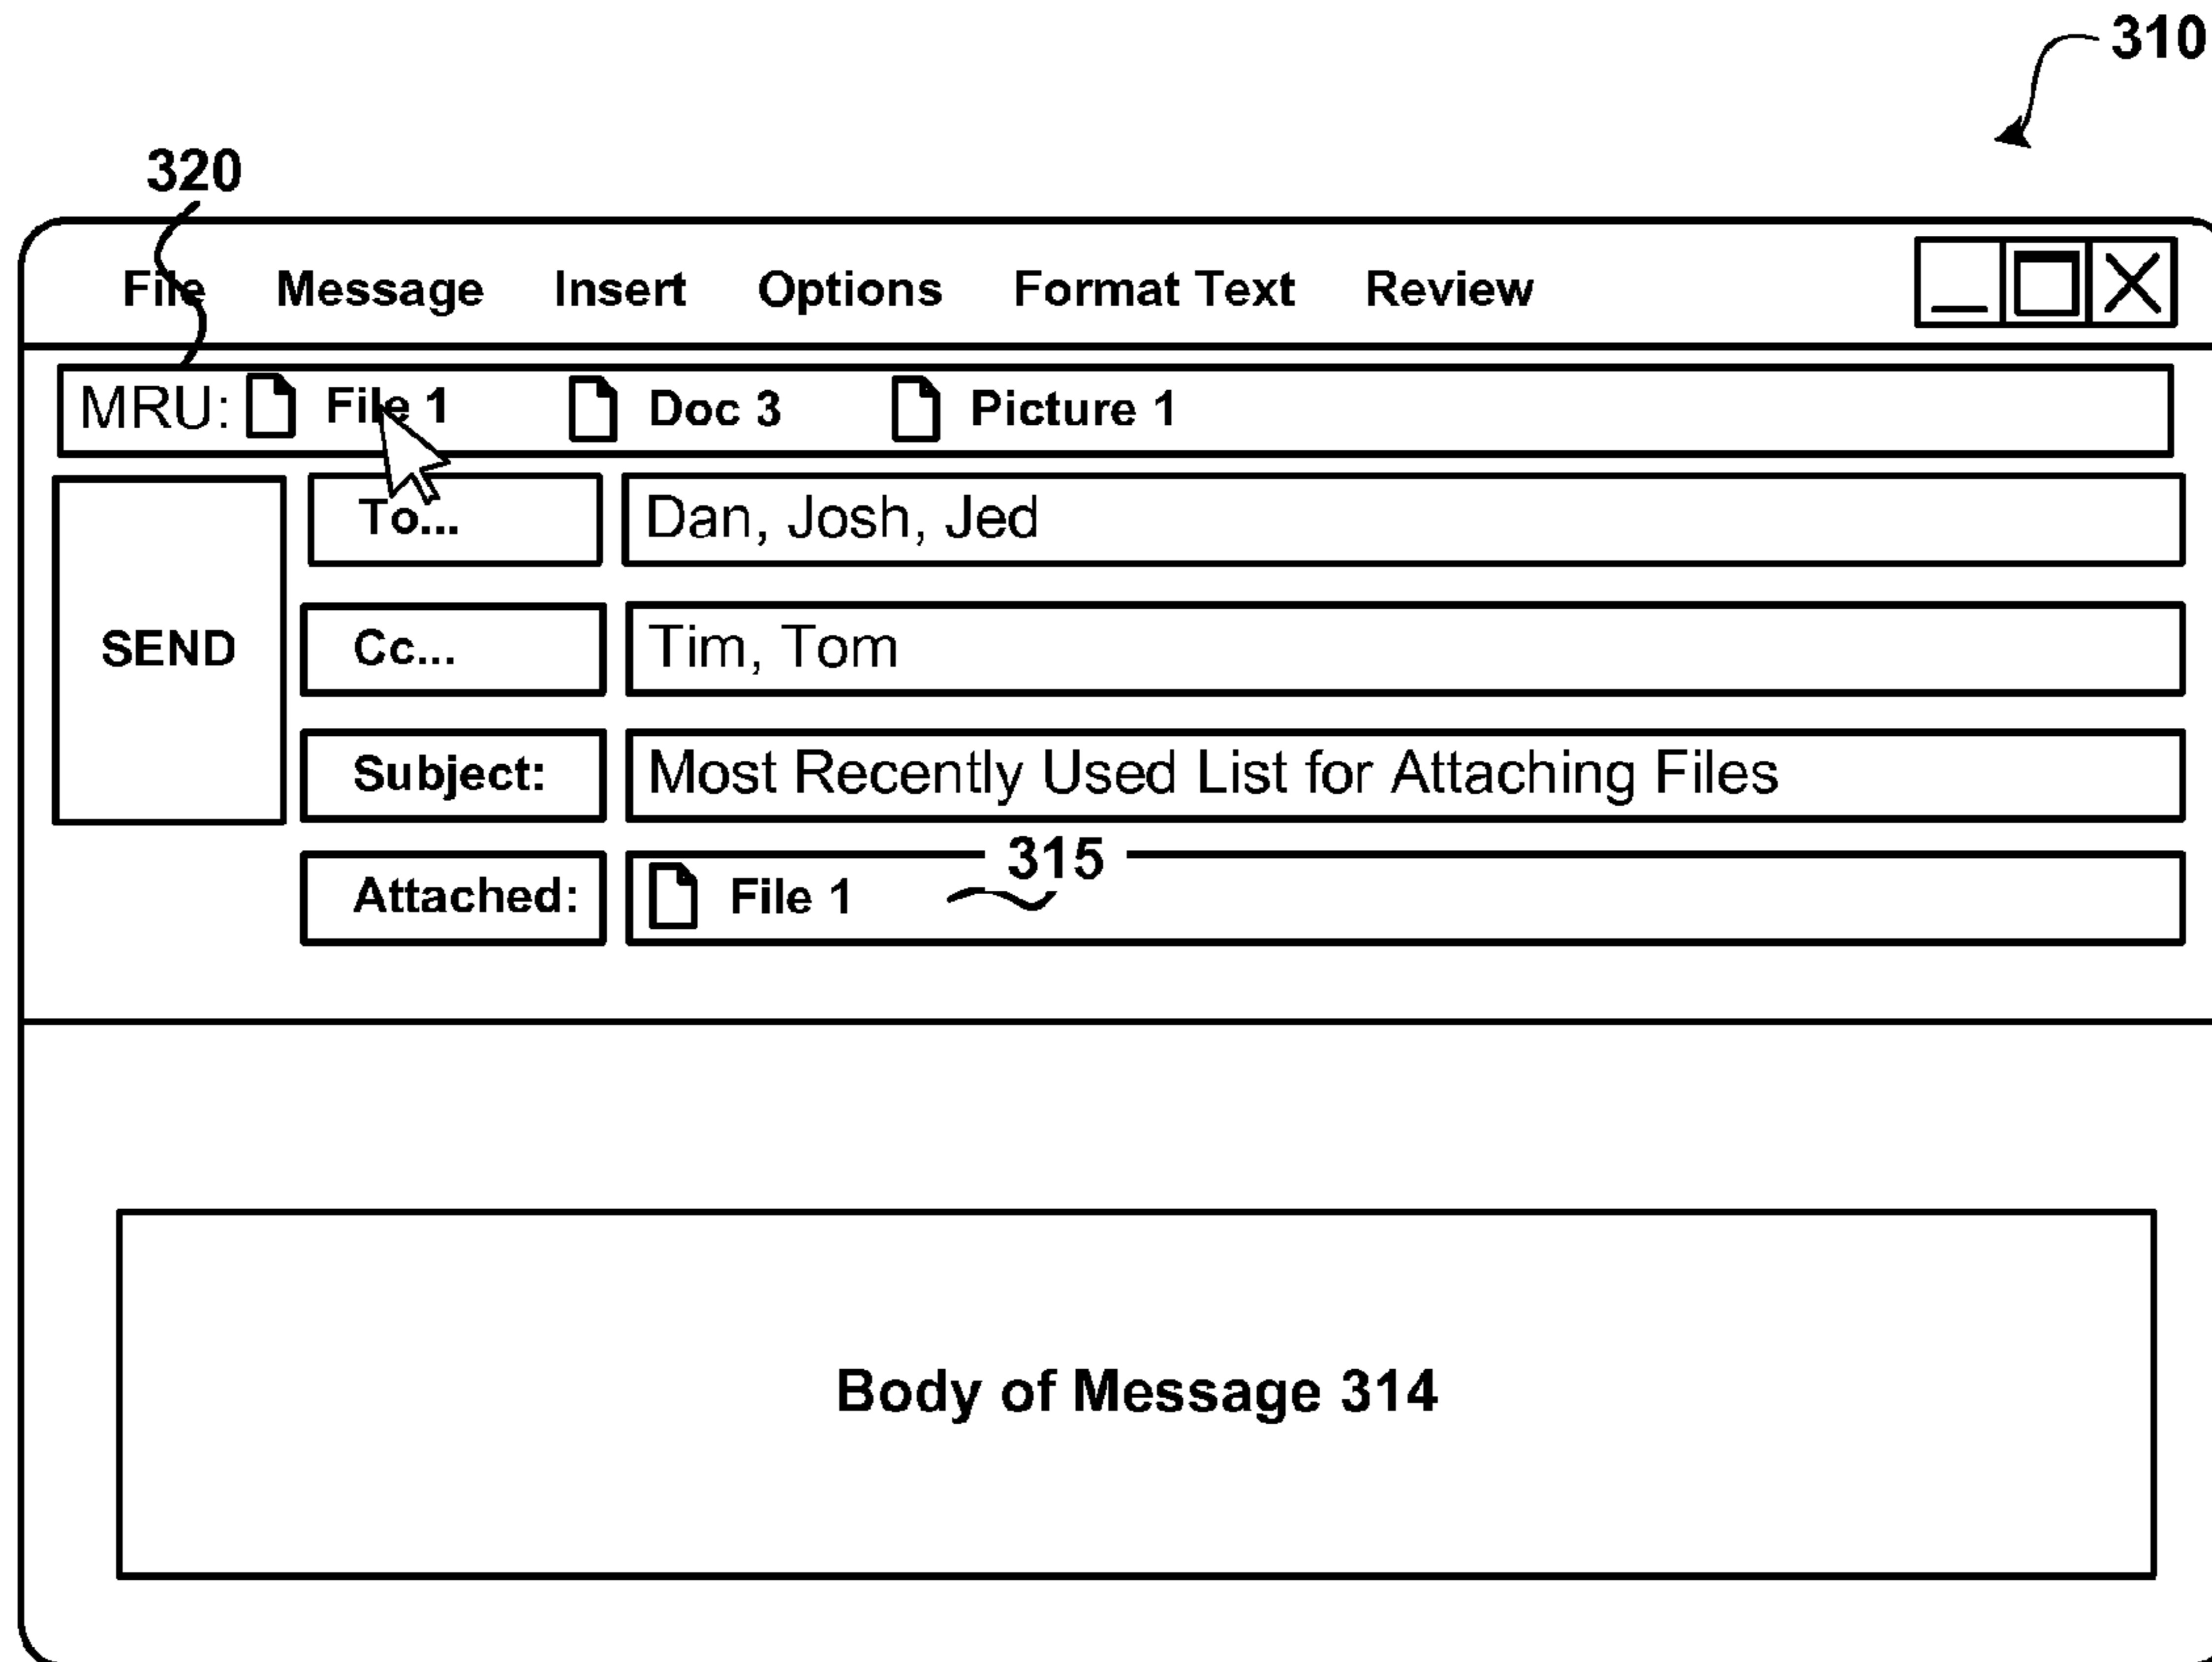 310
320
File Message Insert Options Format Text Review
MRU: File 1 Doc 3 Picture 1
To... Dan, Josh, Jed
SEND Cc... Tim, Tom
Subject: Most Recently Used List for Attaching Files
315
Attached: File 1
Body of Message 314